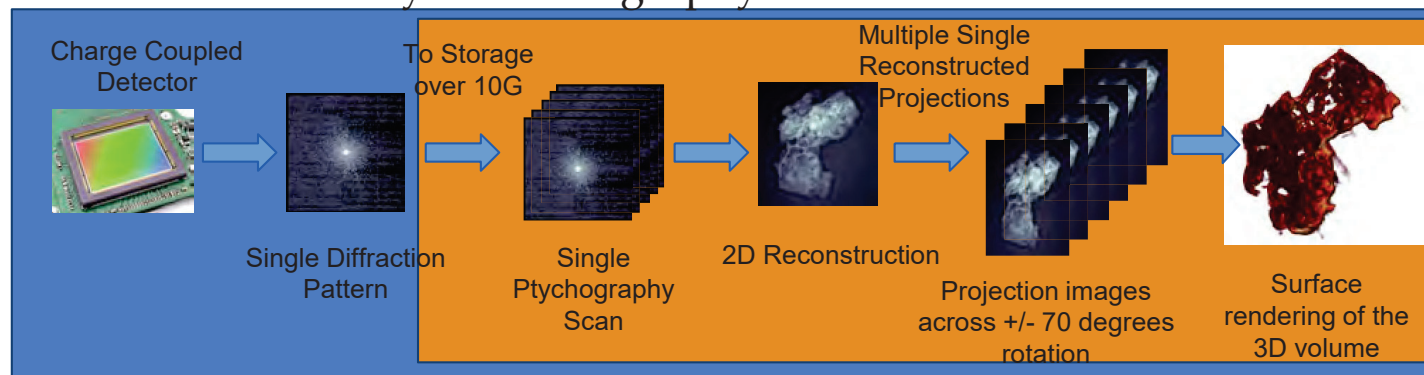 Charge Coupled
Detector
To Storage
over 10G
Multiple Single
Reconstructed
Projections
Single Diffraction
Pattern
Single
Ptychography
Scan
2D Reconstruction
Projection images
across +/- 70 degrees
rotation
Surface
rendering of the
3D volume